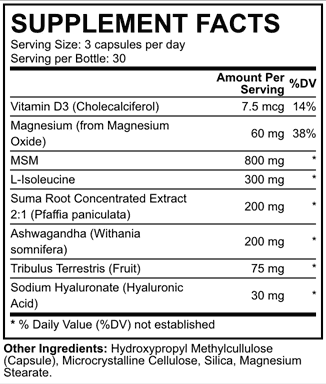 SUPPLEMENT FACTS
Serving Size: 3 capsules per day
Serving per Bottle: 30
Amount Per Serving %DV
Vitamin D3 (Cholecalciferol) 7.5 mcg 14%
Magnesium (from Magnesium
Oxide) 60 mg 38%
MSM 800 mg *
L-Isoleucine 300 mg *
Suma Root Concentrated Extract
2:1 (Pfaffia paniculata) 200 mg *
Ashwagandha (Withania
somnifera) 200 mg *
Tribulus Terrestris (Fruit) 75 mg *
Sodium Hyaluronate (Hyaluronic
Acid) 30 mg *
* % Daily Value (%DV) not established
Other Ingredients: Hydroxypropyl Methylcullulose
(Capsule), Microcrystalline Cellulose, Silica, Magnesium
Stearate.